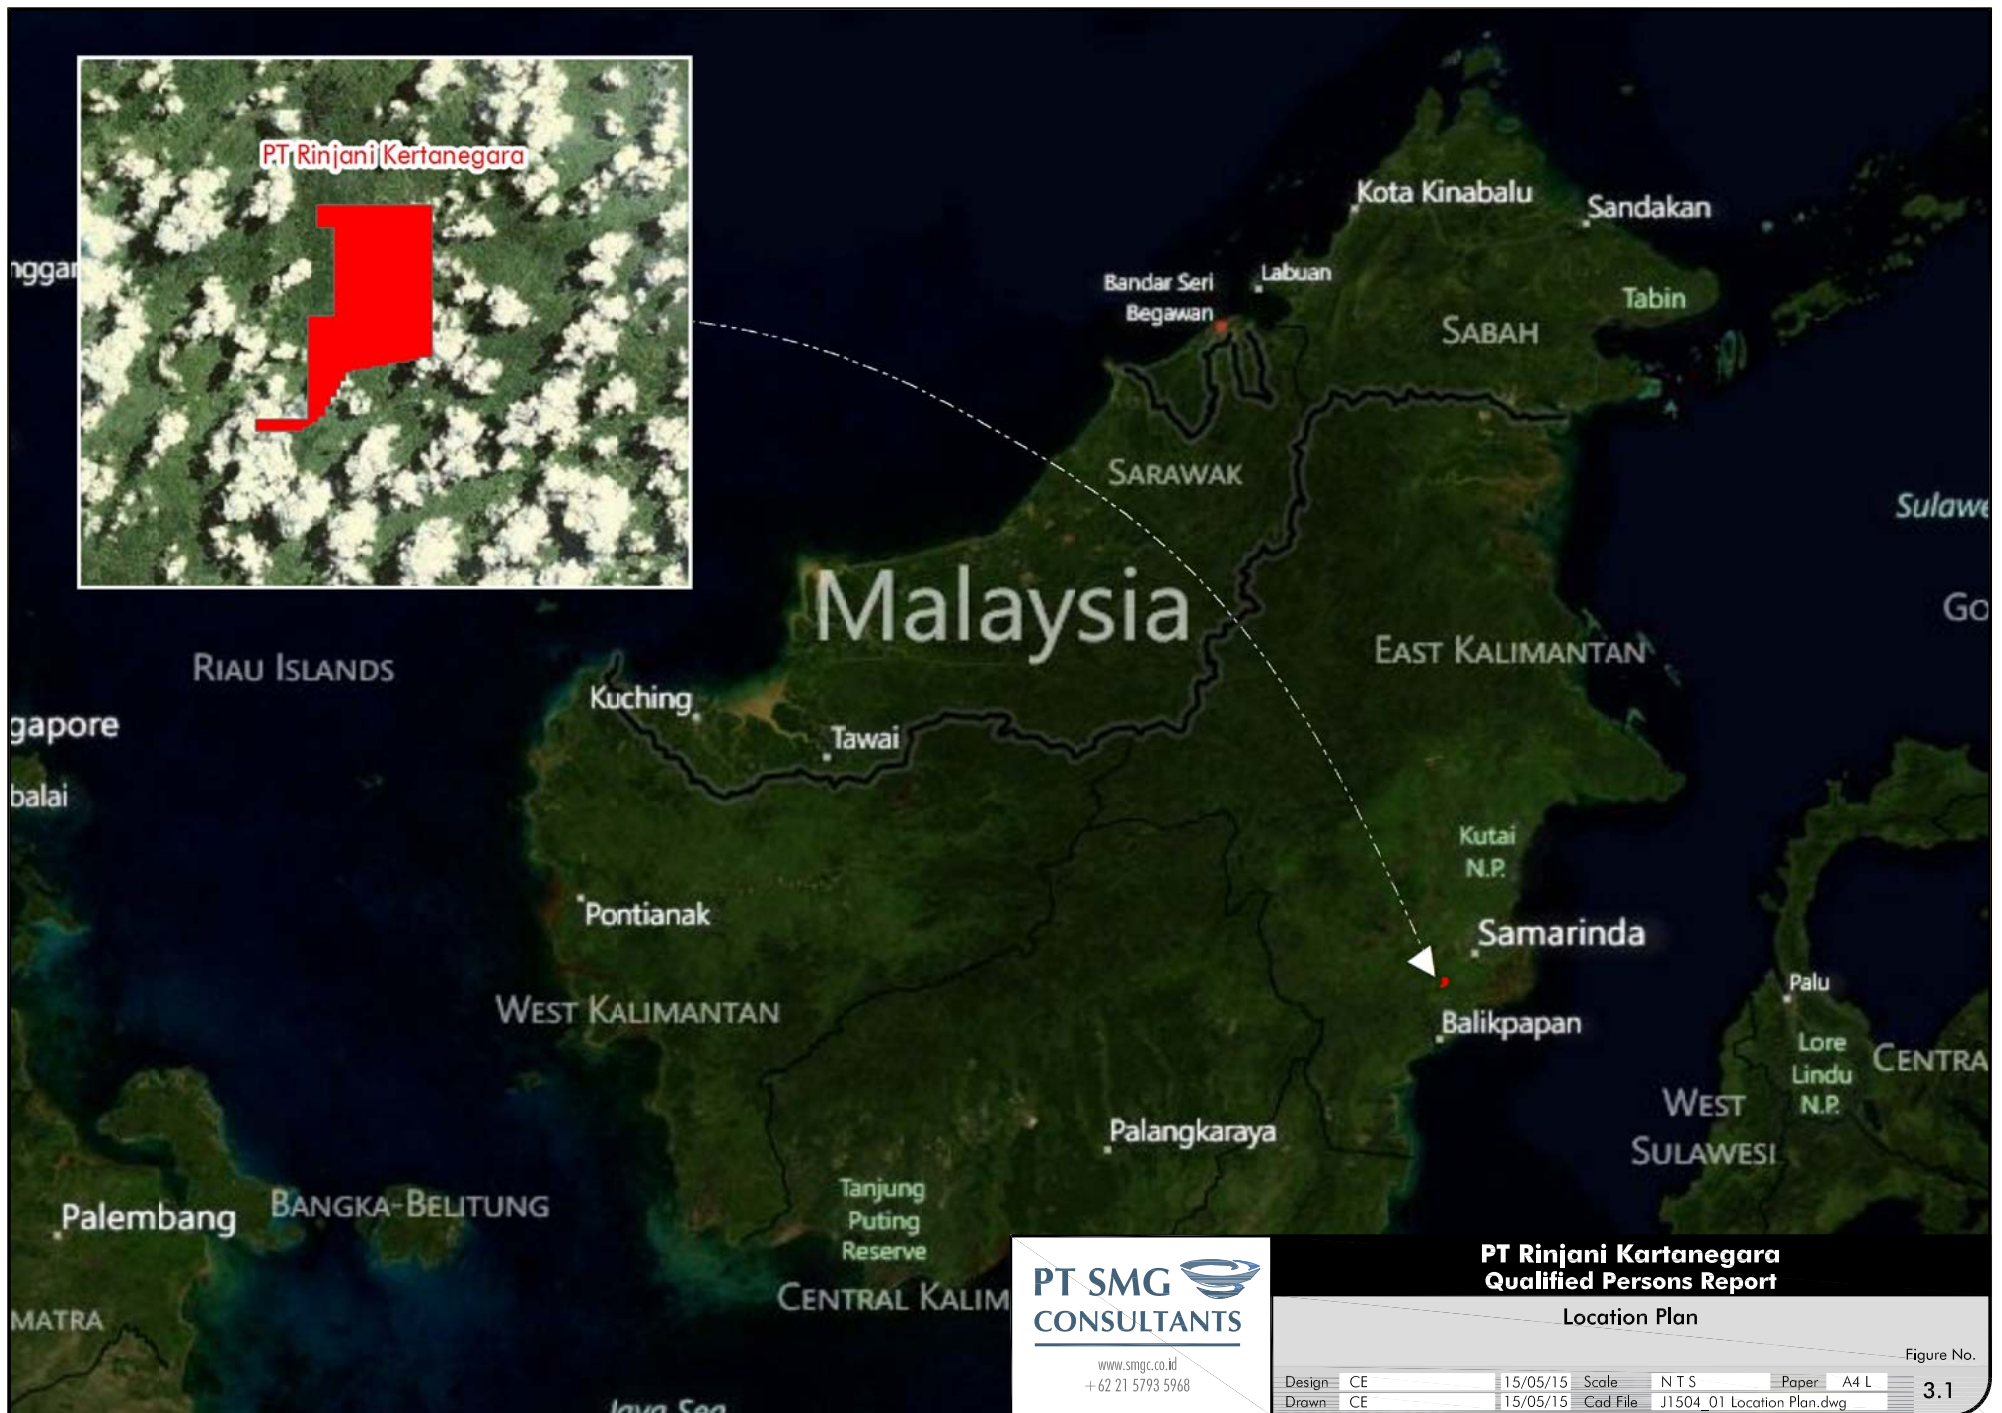 PT Rinjani Kertanegara
Kota Kinabalu
Sandakan
Labuan
Bandar Seri
Begawan
Tabin
SABAH
SARAWAK
Malaysia
EAST KALIMANTAN
RIAU ISLANDS
Kuching
Tawai
gapore
balai
Kutai
N.P.
Pontianak
Samarinda
WEST KALIMANTAN
Balikpapan
Palu
Lore
Lindu
N.P.
CENTRA
WEST
SULAWESI
Palangkaraya
Tanjung
Puting
Reserve
CENTRAL KALIM
Palembang
BANGKA-BELITUNG
MATRA
Sulawe
GO
nggar
Java Sea
PT SMG
CONSULTANTS
www.smgc.co.id
+62 21 5793 5968
PT Rinjani Kartanegara
Qualified Persons Report
Location Plan
Figure No.
3.1
Design CE 15/05/15 Scale N T S Paper A4 L
Drawn CE 15/05/15 Cad File J1504_01 Location Plan.dwg